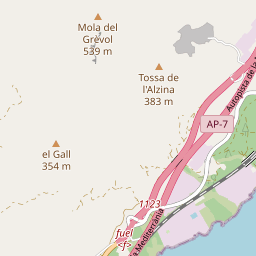 Mola del
Grèvol
539 m
Tossa de
l'Alzina
383 m
Autopista de la
AP-7
el Gall
354 m
1123
fuel
<f>
a Mediterrània